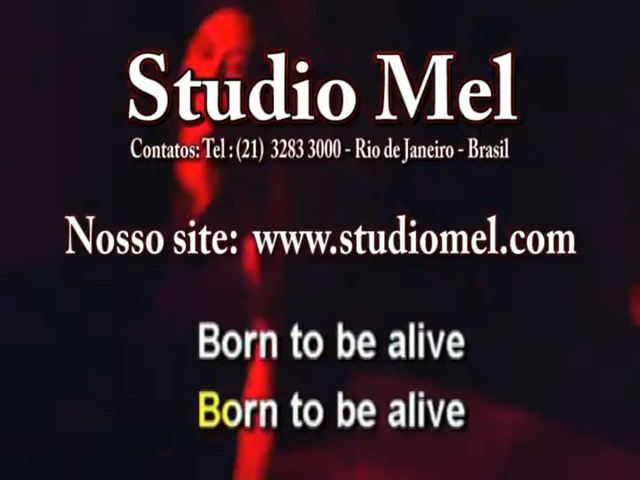 Studio Mel
Contatos: Tel : (21) 3283 3000 - Rio de Janeiro - Brasil
Nosso site: www.studiomel.com
Born to be alive
Born to be alive